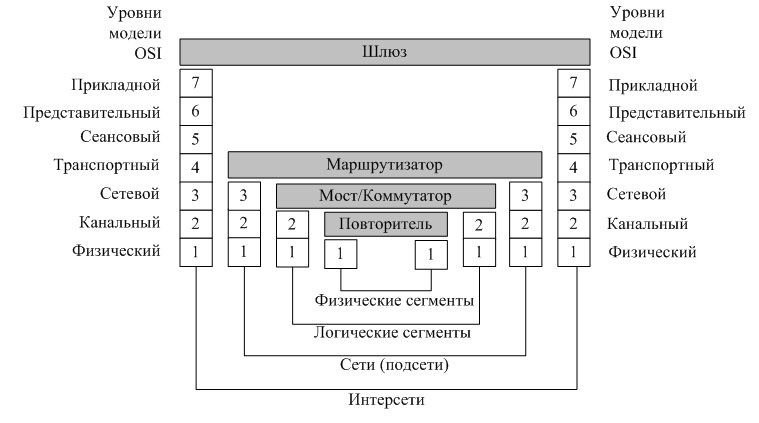 Уровни модели OSI
Уровни модели OSI
Шлюз
Прикладной 7 7 Прикладной
Представительный 6 6 Представительный
Сеансовый 5 5 Сеансовый
Транспортный 4 Маршрутизатор 4 Транспортный
Сетевой 3 3 Мост/Коммутатор 3 3 Сетевой
Канальный 2 2 2 Повторитель 2 2 2 Канальный
Физический 1 1 1 1 1 1 1 1 Физический
Физические сегменты
Логические сегменты
Сети (подсети)
Интерсети